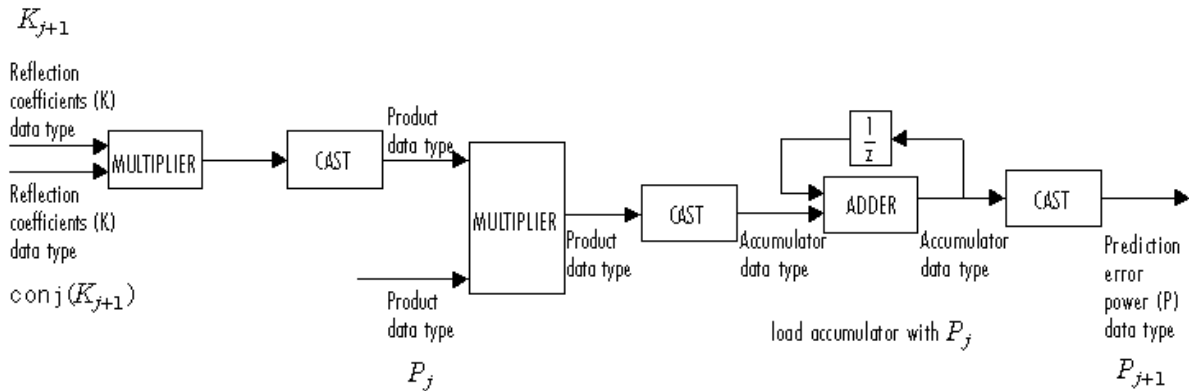 K_{j+1}
Reflection
coefficients (K)
data type
MULTIPLIER
Reflection
coefficients (K)
data type
conj(K_{j+1})
CAST
Product
data type
MULTIPLIER
Product
data type
P_j
Product
data type
CAST
Accumulator
data type
1
z
ADDER
Accumulator
data type
load accumulator with P_j
CAST
Prediction
error
power (P)
data type
P_{j+1}